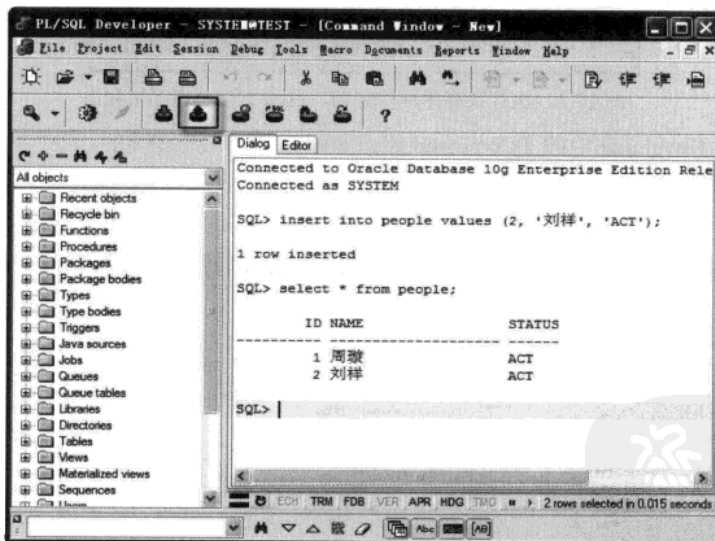 PL/SQL Developer - SYSTEM@TEST - [Command Window - New]
File Project Edit Session Debug Tools Macro Documents Reports Window Help
Dialog Editor
All objects
Recent objects
Recycle bin
Functions
Procedures
Packages
Package bodies
Types
Type bodies
Triggers
Java sources
Jobs
Queues
Queue tables
Libraries
Directories
Tables
Views
Materialized views
Sequences
Users
Connected to Oracle Database 10g Enterprise Edition Rele
Connected as SYSTEM
SQL> insert into people values (2, '刘祥', 'ACT');
1 row inserted
SQL> select * from people;
ID NAME STATUS
---------- -------------------- ------
1 周璇 ACT
2 刘祥 ACT
SQL>
ECH TRM FDB VER APR HDG TMG 2 rows selected in 0.015 seconds
Abc [AB]